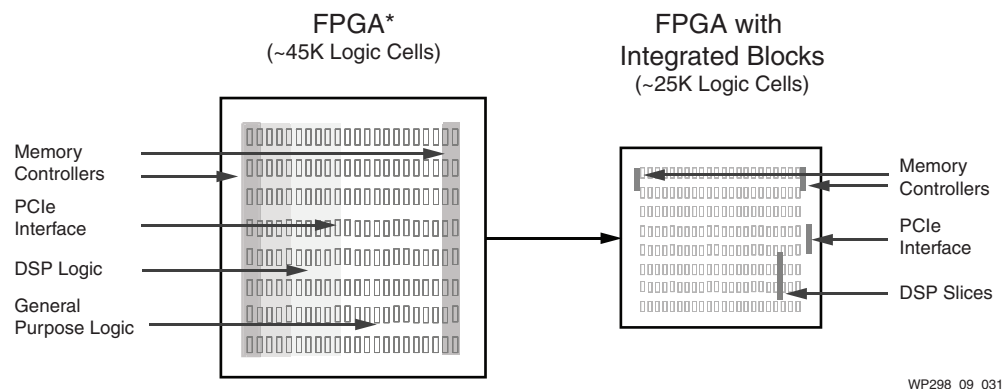 FPGA*
(~45K Logic Cells)
FPGA with
Integrated Blocks
(~25K Logic Cells)
Memory
Controllers
PCIe
Interface
DSP Logic
General
Purpose Logic
Memory
Controllers
PCIe
Interface
DSP Slices
WP298_09_031